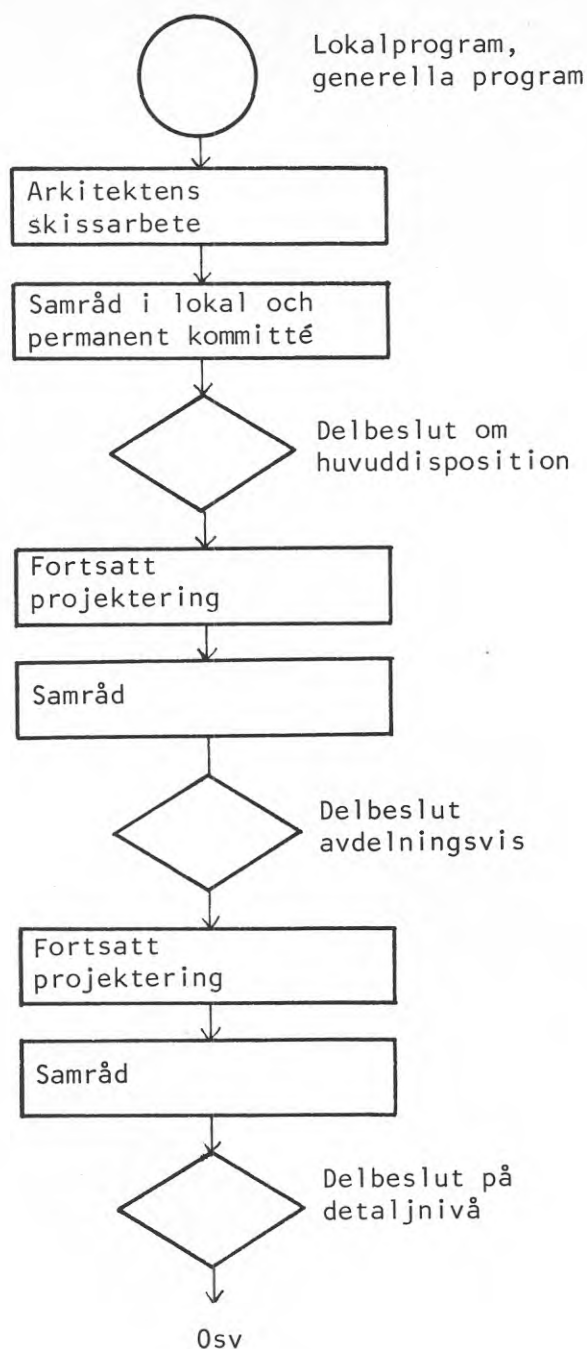 Lokalprogram,
generella program
Arkitektens
skissarbete
Samråd i lokal och
permanent kommitté
Delbeslut om
huvuddisposition
Fortsatt
projektering
Samråd
Delbeslut
avdelningsvis
Fortsatt
projektering
Samråd
Delbeslut på
detaljnivå
Osv